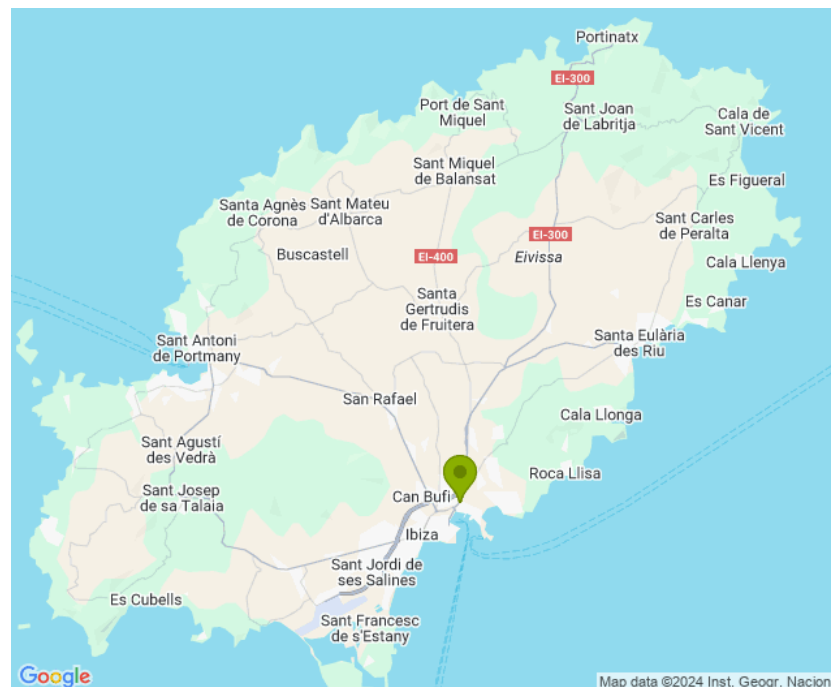 Portinatx
EI-300
Port de Sant
Miquel
Sant Joan
de Labritja
Cala de
Sant Vicent
Sant Miquel
de Balansat
Es Figueral
Santa Agnès
de Corona
Sant Mateu
d'Albarca
Sant Carles
de Peralta
EI-300
Buscastell
EI-400
Eivissa
Cala Llenya
Santa
Gertrudis
de Fruitera
Es Canar
Sant Antoni
de Portmany
Santa Eulària
des Riu
San Rafael
Cala Llonga
Sant Agustí
des Vedrà
Roca Llisa
Sant Josep
de sa Talaia
Can Bufí
Ibiza
Sant Jordi de
ses Salines
Es Cubells
Sant Francesc
de s'Estany
Google
Map data ©2024 Inst. Geogr. Nacion